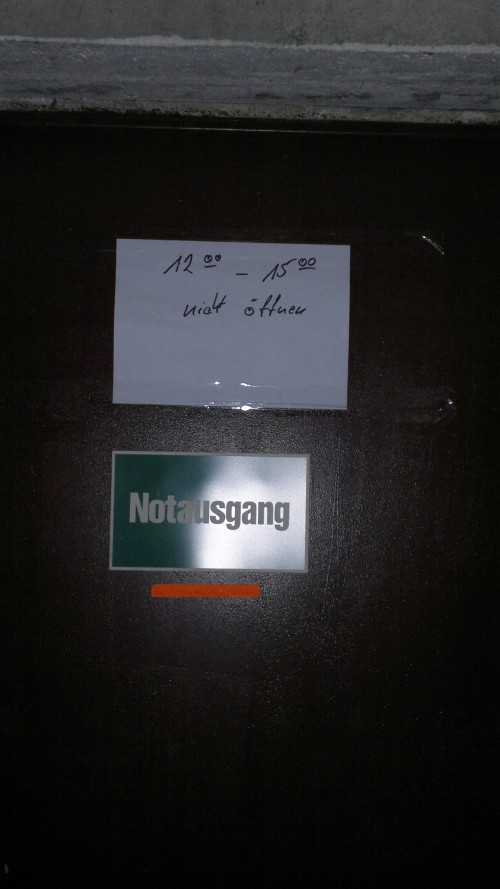 12⁰⁰ - 15⁰⁰
nicht öffnen
Notausgang